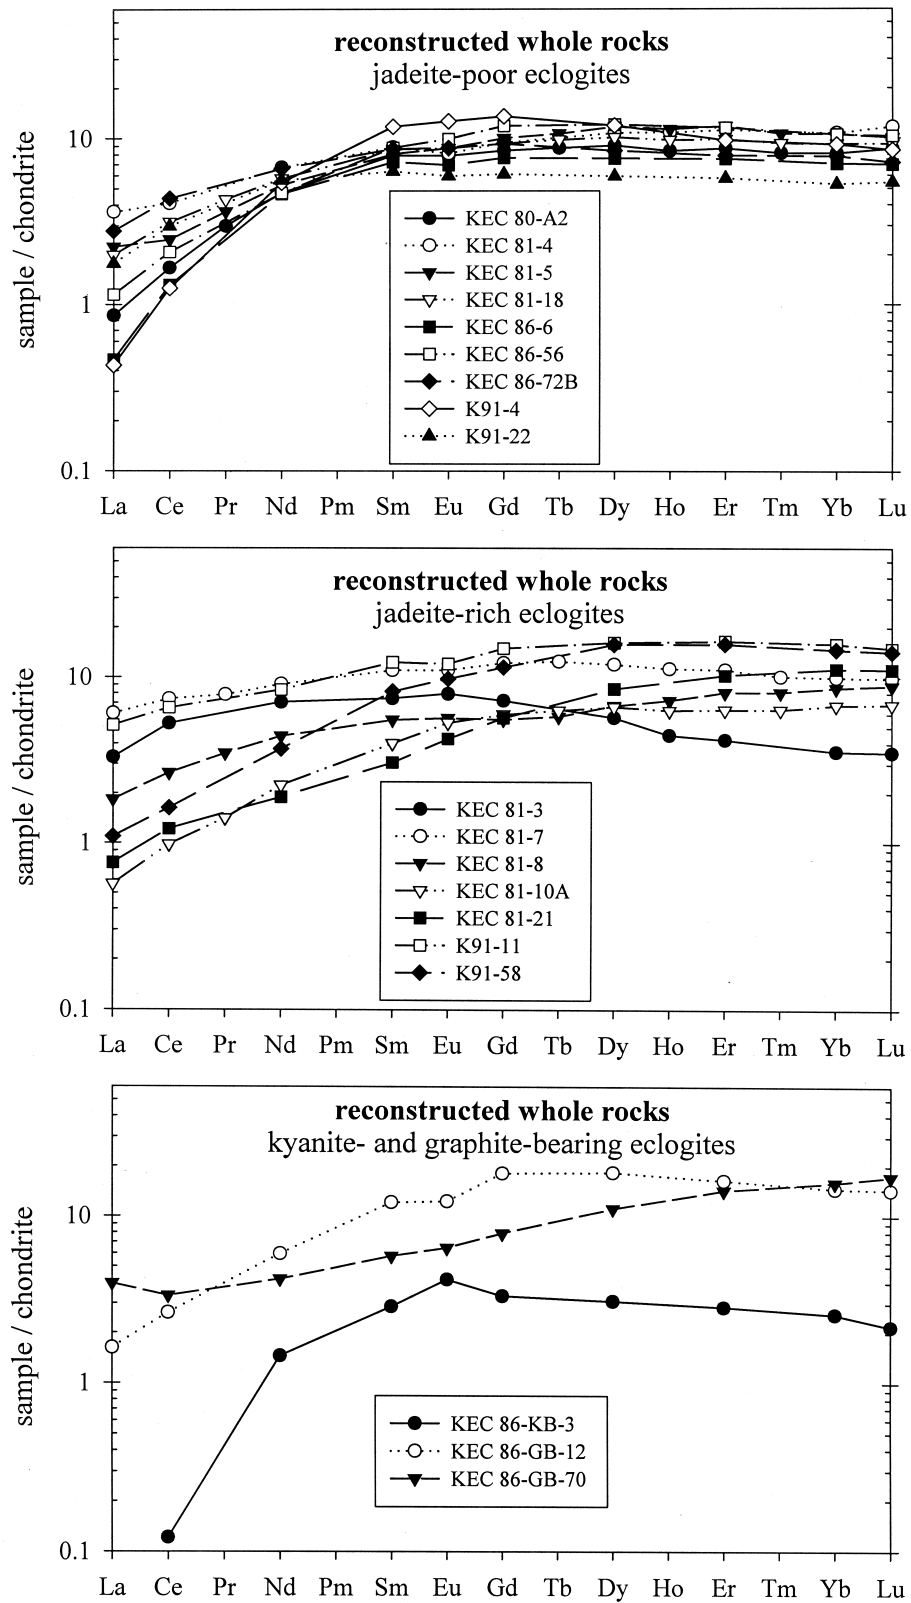 reconstructed whole rocks
jadeite-poor eclogites
10
1
0.1
sample / chondrite
KEC 80-A2
KEC 81-4
KEC 81-5
KEC 81-18
KEC 86-6
KEC 86-56
KEC 86-72B
K91-4
K91-22
La Ce Pr Nd Pm Sm Eu Gd Tb Dy Ho Er Tm Yb Lu
reconstructed whole rocks
jadeite-rich eclogites
10
1
0.1
sample / chondrite
KEC 81-3
KEC 81-7
KEC 81-8
KEC 81-10A
KEC 81-21
K91-11
K91-58
La Ce Pr Nd Pm Sm Eu Gd Tb Dy Ho Er Tm Yb Lu
reconstructed whole rocks
kyanite- and graphite-bearing eclogites
10
1
0.1
sample / chondrite
KEC 86-KB-3
KEC 86-GB-12
KEC 86-GB-70
La Ce Pr Nd Pm Sm Eu Gd Tb Dy Ho Er Tm Yb Lu